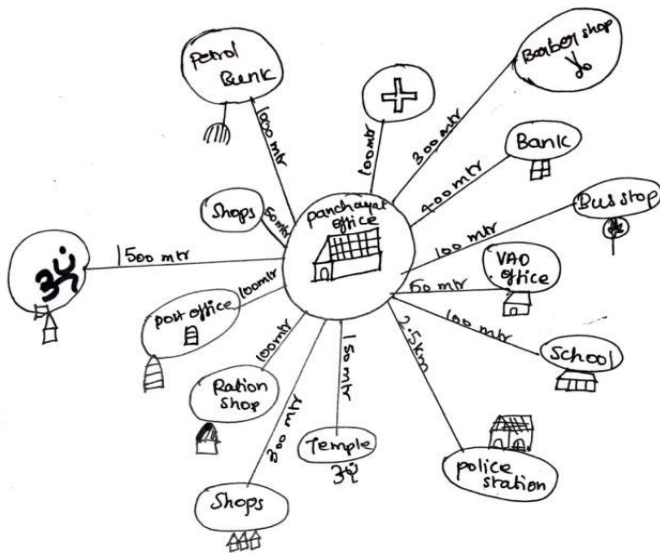 Petrol
Bunk
1000 mtr
100 mtr
Barber shop
300 mtr
Bank
400 mtr
Bus stop
100 mtr
Shops
50 mtr
panchayat
office
VAO
office
50 mtr
1500 mtr
post office
100mtr
School
100 mtr
Ration
Shop
100mtr
2.5km
police
station
150 mtr
Temple
300 mtr
Shops